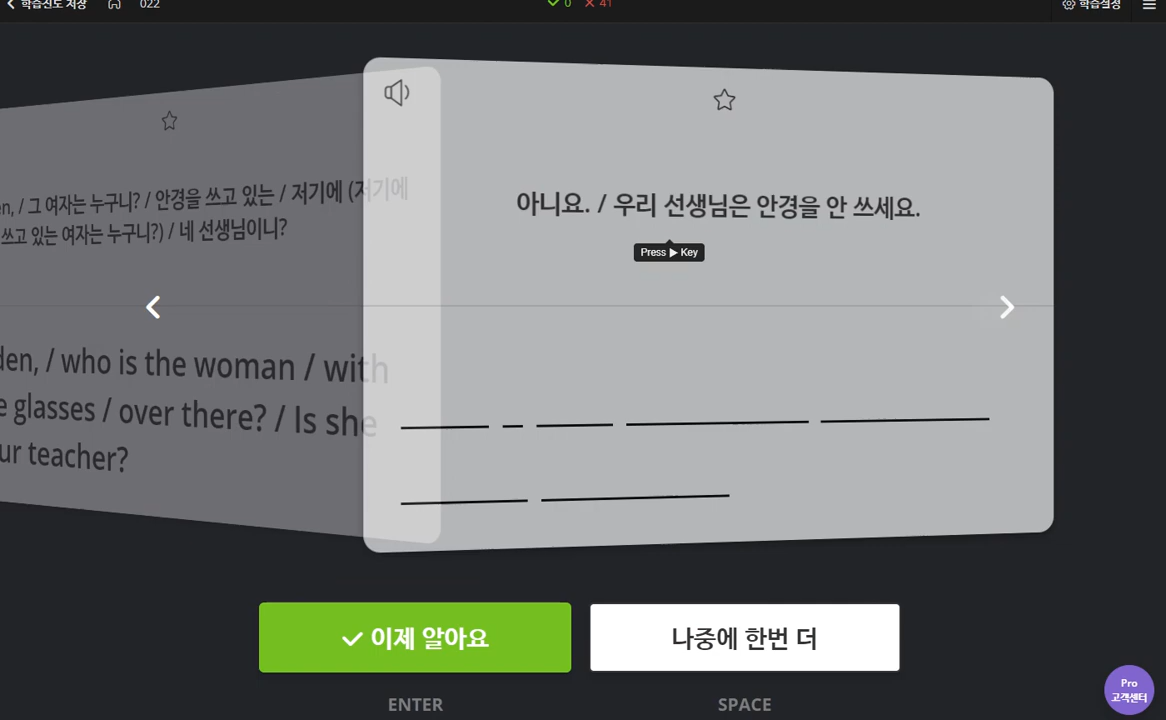 학습진도 저장 022 0 41 학습설정
en, / 그 여자는 누구니? / 안경을 쓰고 있는 / 저기에 (저기에
쓰고 있는 여자는 누구니?) / 네 선생님이니?
den, / who is the woman / with
e glasses / over there? / Is she
ur teacher?
아니요. / 우리 선생님은 안경을 안 쓰세요.
Press ▶ Key
이제 알아요
나중에 한번 더
ENTER
SPACE
Pro
고객센터